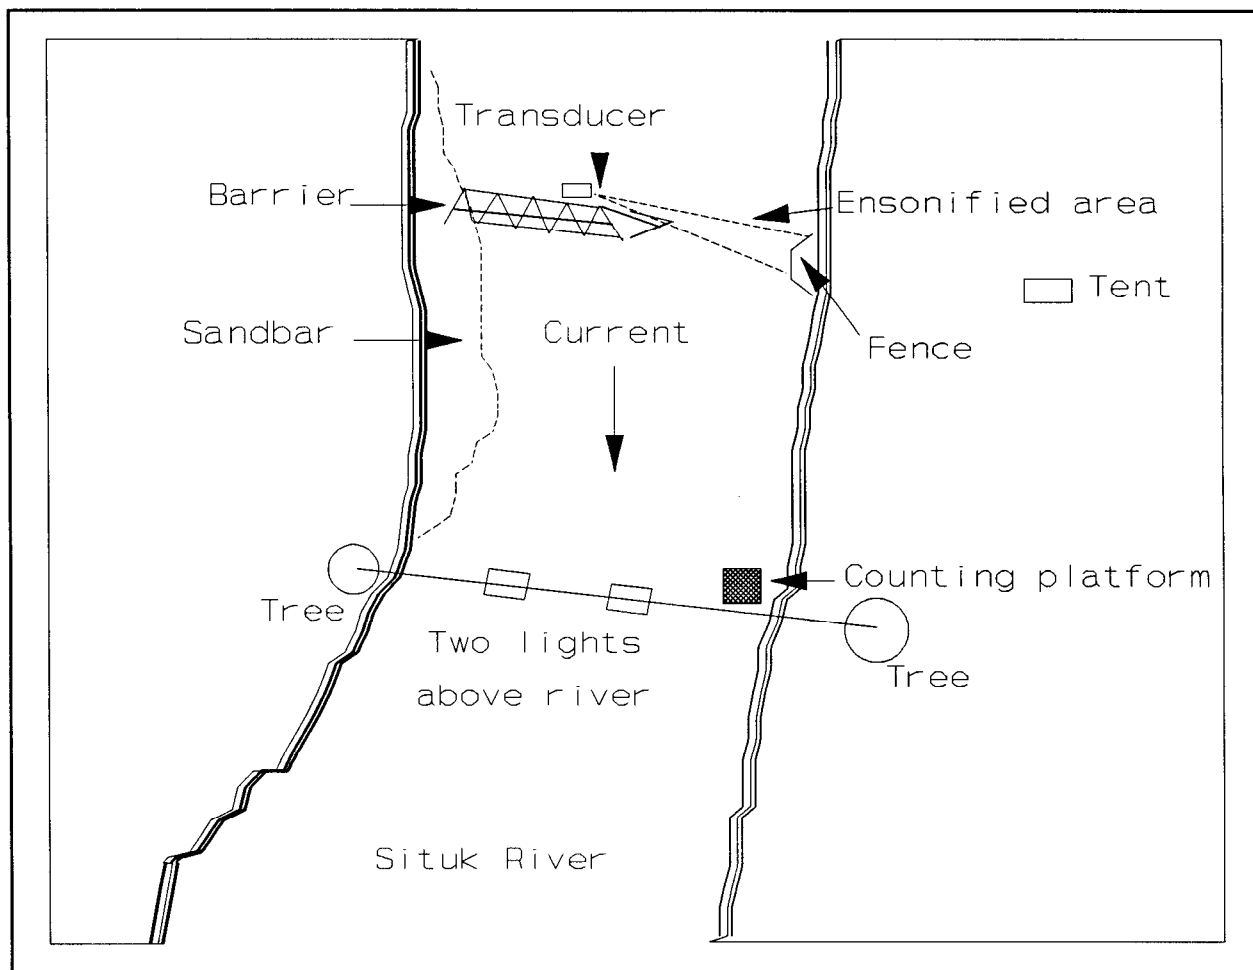 Transducer
Barrier
Ensonified area
Tent
Sandbar
Current
Fence
Counting platform
Tree
Two lights
above river
Tree
Situk River